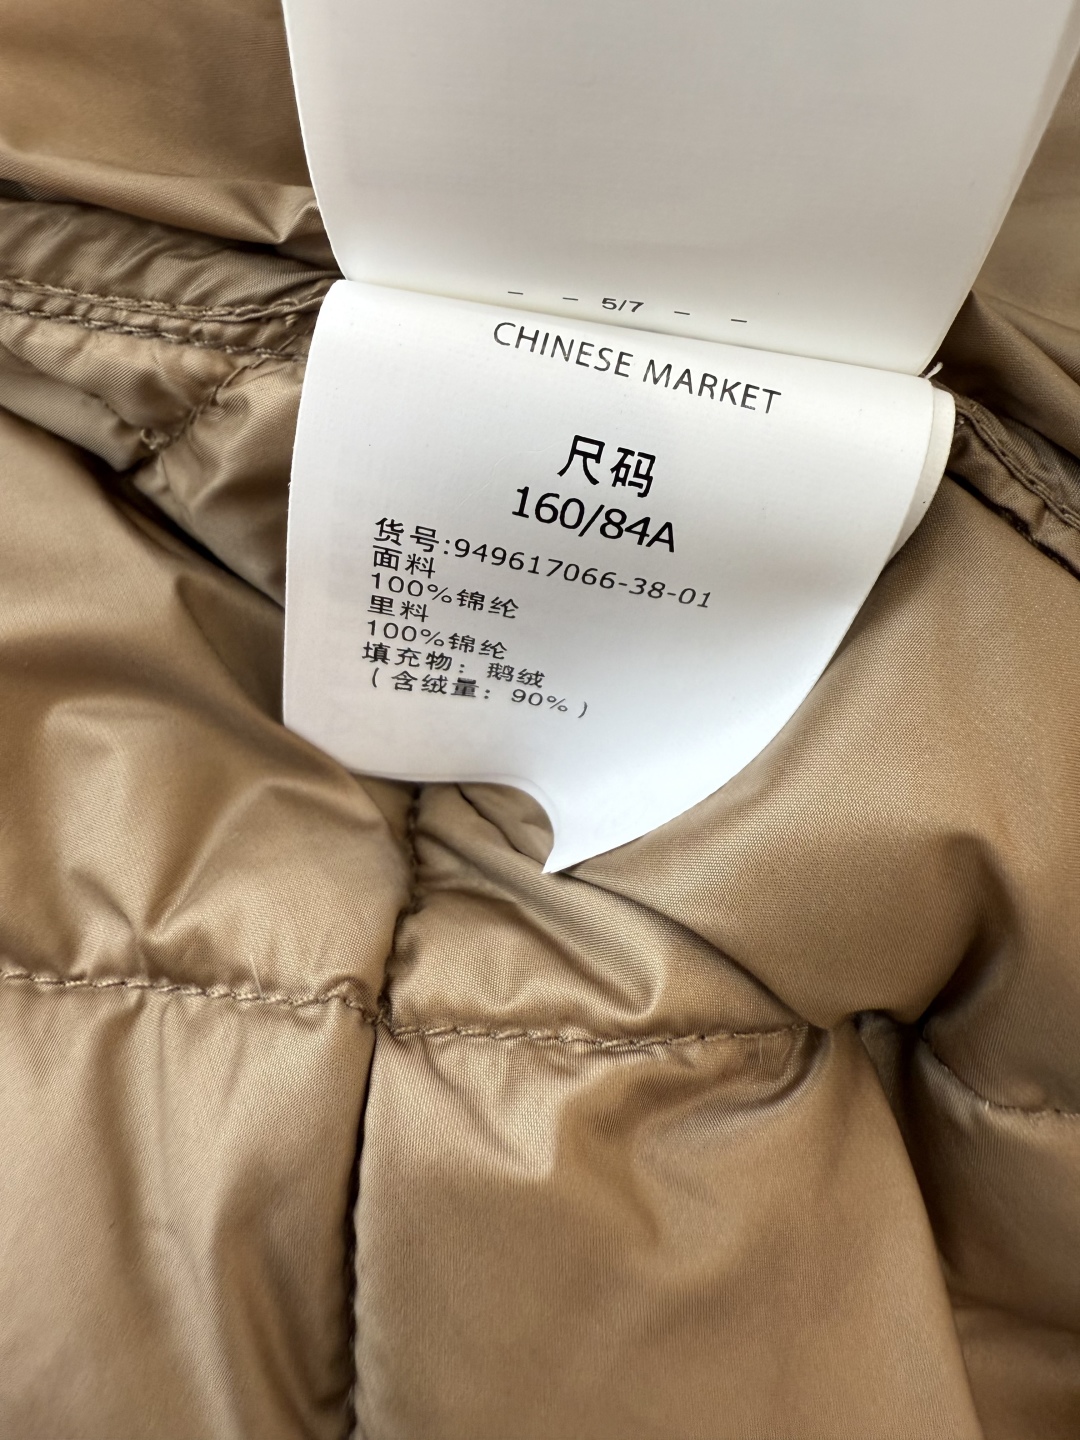 – – 5/7 – –
CHINESE MARKET
尺码
160/84A
货号:949617066-38-01
面料
100%锦纶
里料
100%锦纶
填充物: 鹅绒
(含绒量: 90%)